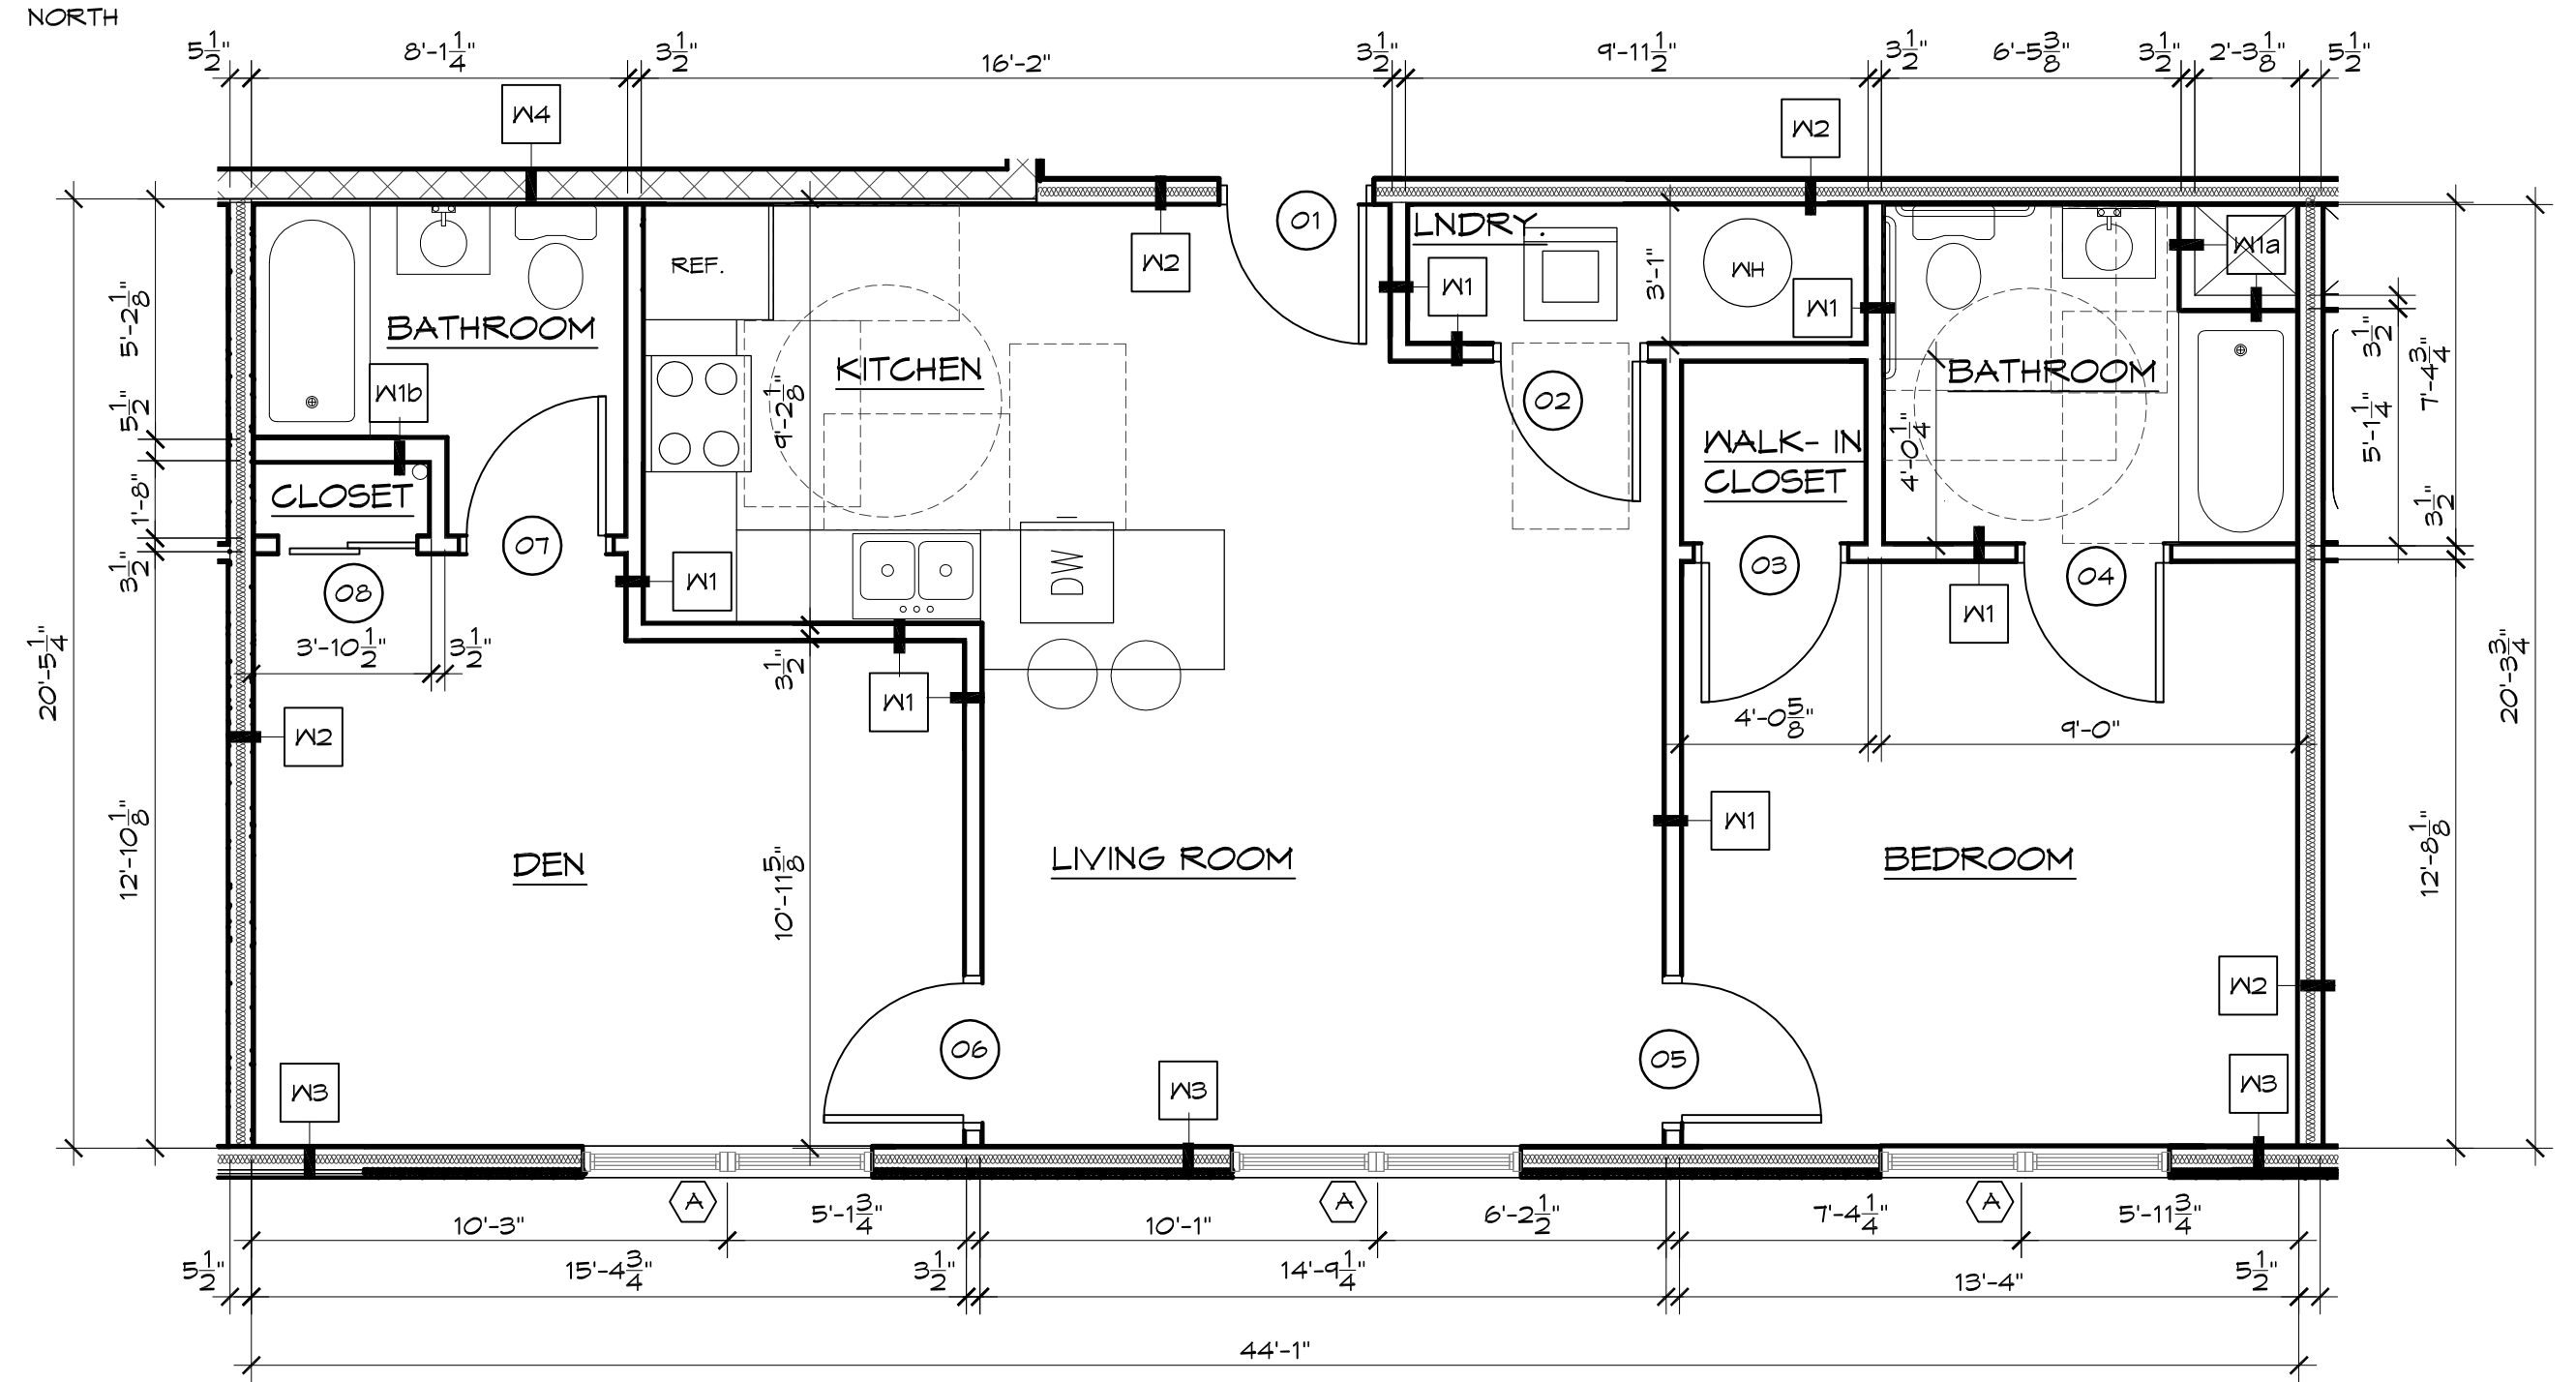 NORTH
5 1/2"
8'-1 1/4"
3 1/2"
16'-2"
3 1/2"
9'-11 1/2"
3 1/2"
6'-5 3/8"
3 1/2"
2'-3 1/8"
5 1/2"
W4
W2
01
LNDRY.
W1a
REF.
W2
W1
3'-1"
WH
W1
5'-2 1/8"
BATHROOM
KITCHEN
BATHROOM
3 1/2"
7'-4 3/4"
W1b
5 1/2"
9'-2 1/8"
02
WALK- IN
CLOSET
4'-0 1/4"
5'-1 1/4"
CLOSET
1'-8"
3 1/2"
07
03
04
3 1/2"
08
W1
DW
W1
3'-10 1/2"
3 1/2"
3 1/2"
20'-5 1/4"
20'-3 3/4"
W1
W2
4'-0 5/8"
9'-0"
W1
12'-10 1/8"
DEN
10'-11 5/8"
LIVING ROOM
BEDROOM
12'-8 1/8"
W2
06
05
W3
W3
W3
A
A
A
10'-3"
5'-1 3/4"
10'-1"
6'-2 1/2"
7'-4 1/4"
5'-11 3/4"
5 1/2"
15'-4 3/4"
3 1/2"
14'-9 1/4"
13'-4"
5 1/2"
44'-1"